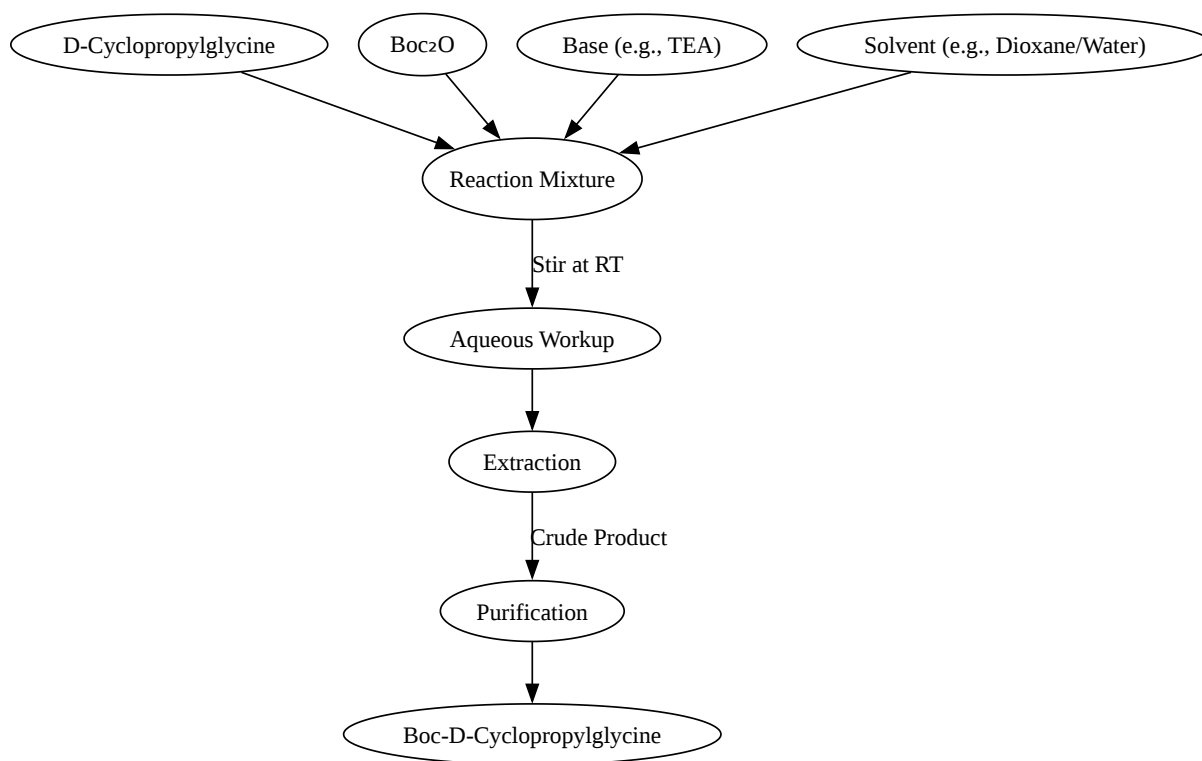 D-Cyclopropylglycine
Boc₂O
Base (e.g., TEA)
Solvent (e.g., Dioxane/Water)
Reaction Mixture
Stir at RT
Aqueous Workup
Extraction
Crude Product
Purification
Boc-D-Cyclopropylglycine